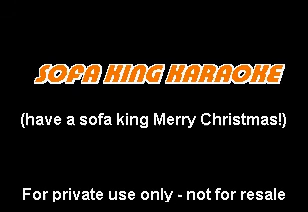 SOFA KING KARAOKE
(have a sofa king Merry Christmas!)
For private use only - not for resale